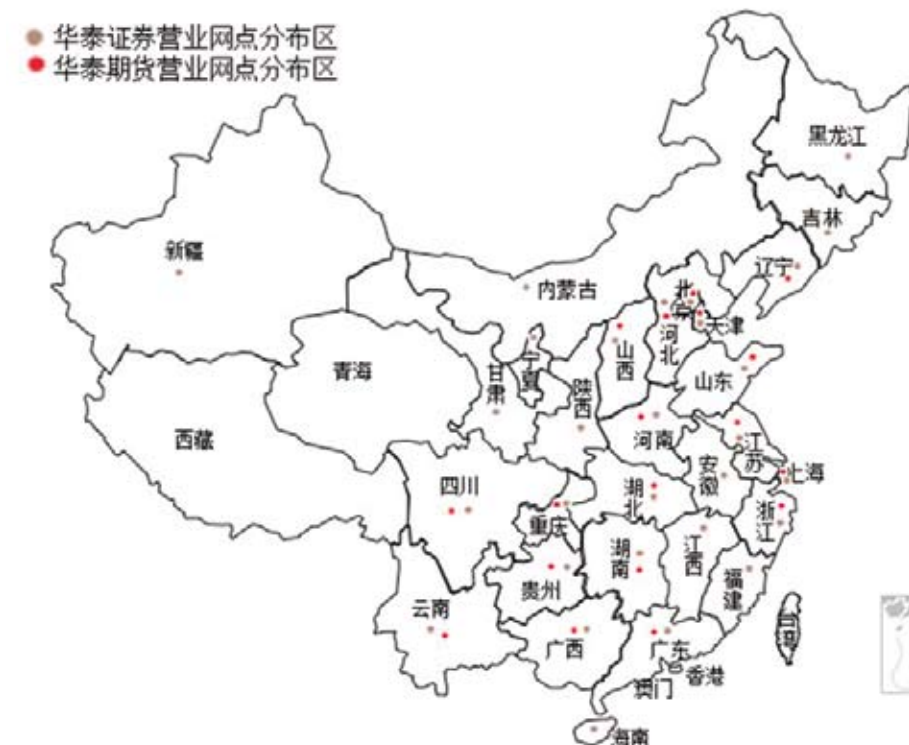 华泰证券营业网点分布区
华泰期货营业网点分布区
黑龙江
吉林
辽宁
新疆
内蒙古
北京
天津
河北
山西
宁夏
甘肃
青海
陕西
山东
西藏
河南
江苏
安徽
上海
四川
湖北
重庆
浙江
湖南
江西
贵州
福建
云南
台湾
广西
广东
香港
澳门
海南